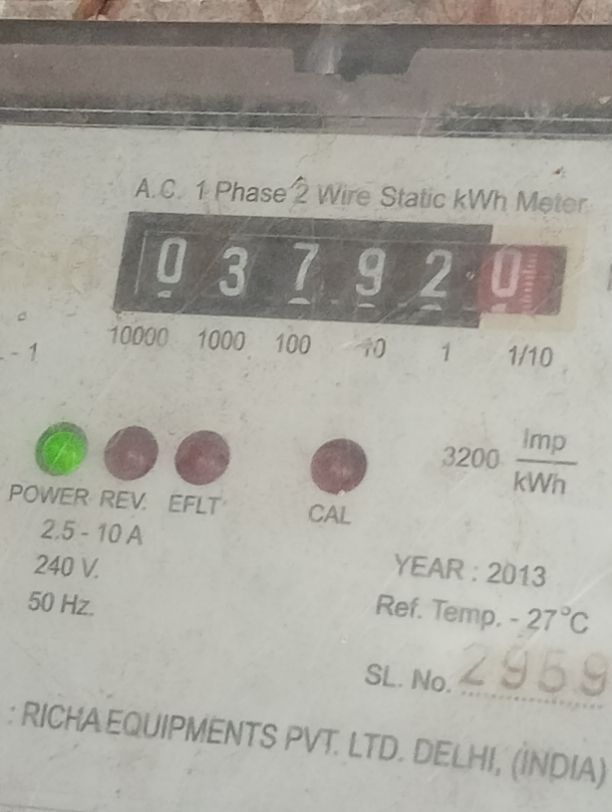 A.C. 1 Phase 2 Wire Static kWh Meter
0 3 7 9 2 0
10000 1000 100 10 1 1/10
- 1
3200 imp
kWh
POWER REV. EFLT CAL
2.5 - 10 A
240 V.
50 Hz.
YEAR : 2013
Ref. Temp. - 27°C
SL. No. 2959
: RICHA EQUIPMENTS PVT. LTD. DELHI, (INDIA)